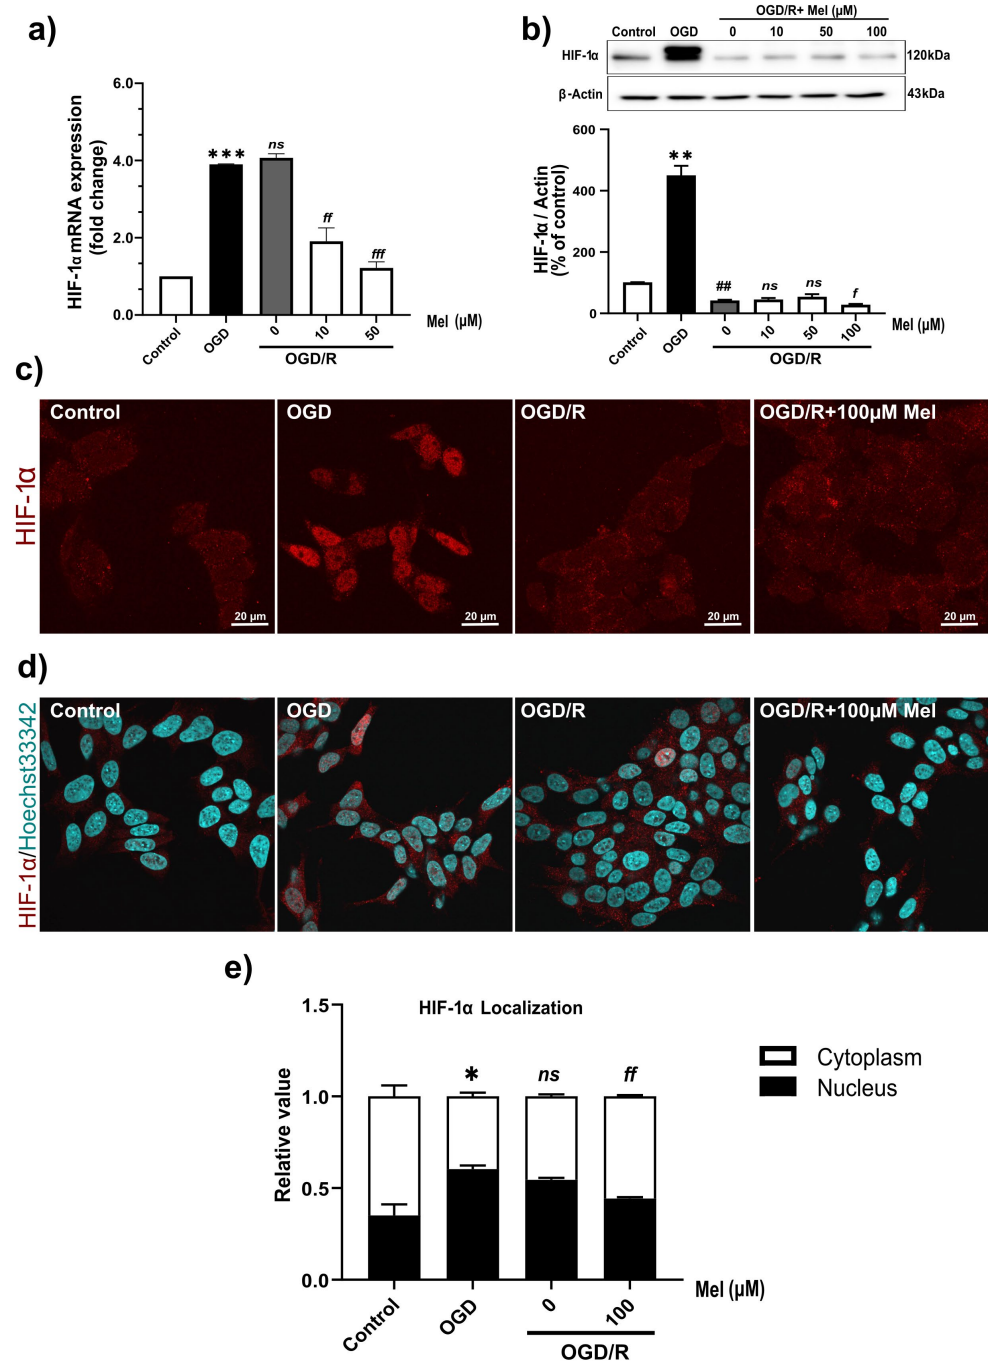 a)
HIF-1α mRNA expression
(fold change)
6.0
4.0
2.0
0.0
***
ns
ff
fff
Control
OGD
0
10
50
Mel (μM)
OGD/R
b)
OGD/R+ Mel (μM)
Control OGD 0 10 50 100
HIF-1α
120kDa
β-Actin
43kDa
HIF-1α / Actin
(% of control)
600
400
200
0
**
##
ns
ns
f
Control
OGD
0
10
50
100
Mel (μM)
OGD/R
c)
HIF-1α
Control
OGD
OGD/R
OGD/R+100μM Mel
20 μm
20 μm
20 μm
20 μm
d)
HIF-1α/Hoechst33342
Control
OGD
OGD/R
OGD/R+100μM Mel
e)
HIF-1α Localization
Relative value
1.5
1.0
0.5
0.0
*
ns
ff
Cytoplasm
Nucleus
Control
OGD
0
100
Mel (μM)
OGD/R